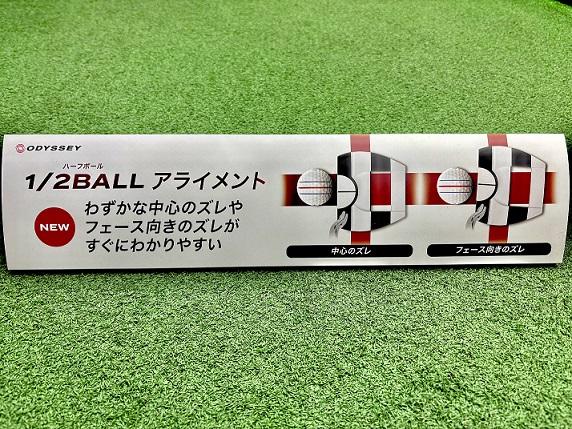 ODYSSEY
ハーフボール
1/2BALL アライメント
NEW
わずかな中心のズレや
フェース向きのズレが
すぐにわかりやすい
中心のズレ
フェース向きのズレ